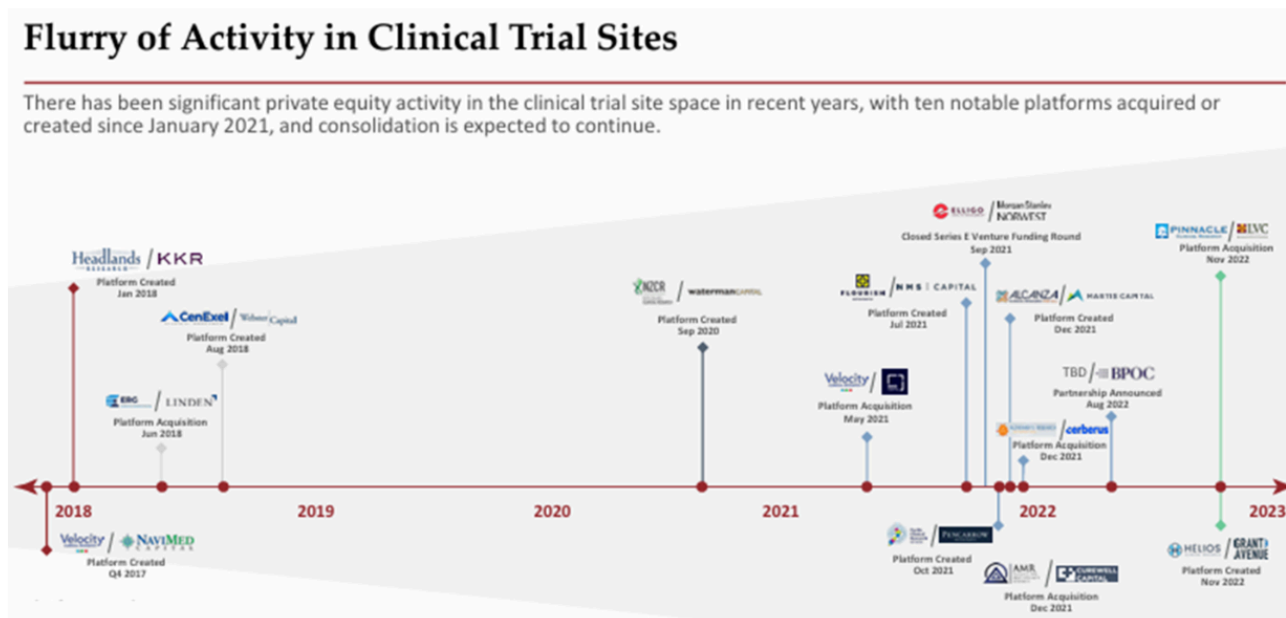 Flurry of Activity in Clinical Trial Sites
There has been significant private equity activity in the clinical trial site space in recent years, with ten notable platforms acquired or
created since January 2021, and consolidation is expected to continue.
ELLIGO / Morgan Stanley
NORWEST
Closed Series E Venture Funding Round
Sep 2021
PINNACLE / LVC
Platform Acquisition
Nov 2022
Headlands / KKR
RESEARCH
Platform Created
Jan 2018
NZCR / waterman CAPITAL
Platform Created
Sep 2020
FLOURISH / NMS CAPITAL
Platform Created
Jul 2021
ALCANZA / MARTIS CAPITAL
Platform Created
Dec 2021
CenExel / Webster Capital
Platform Created
Aug 2018
ERG / LINDEN
Platform Acquisition
Jun 2018
Velocity /
Platform Acquisition
May 2021
TBD / BPOC
Partnership Announced
Aug 2022
/ cerberus
Platform Acquisition
Dec 2021
2018
2019
2020
2021
2022
2023
Velocity / NAVIMED
CAPITAL
Platform Created
Q4 2017
/ PENCARROW
Platform Created
Oct 2021
AMR / CUREWELL
CAPITAL
Platform Acquisition
Dec 2021
HELIOS / GRANT
AVENUE
Platform Created
Nov 2022